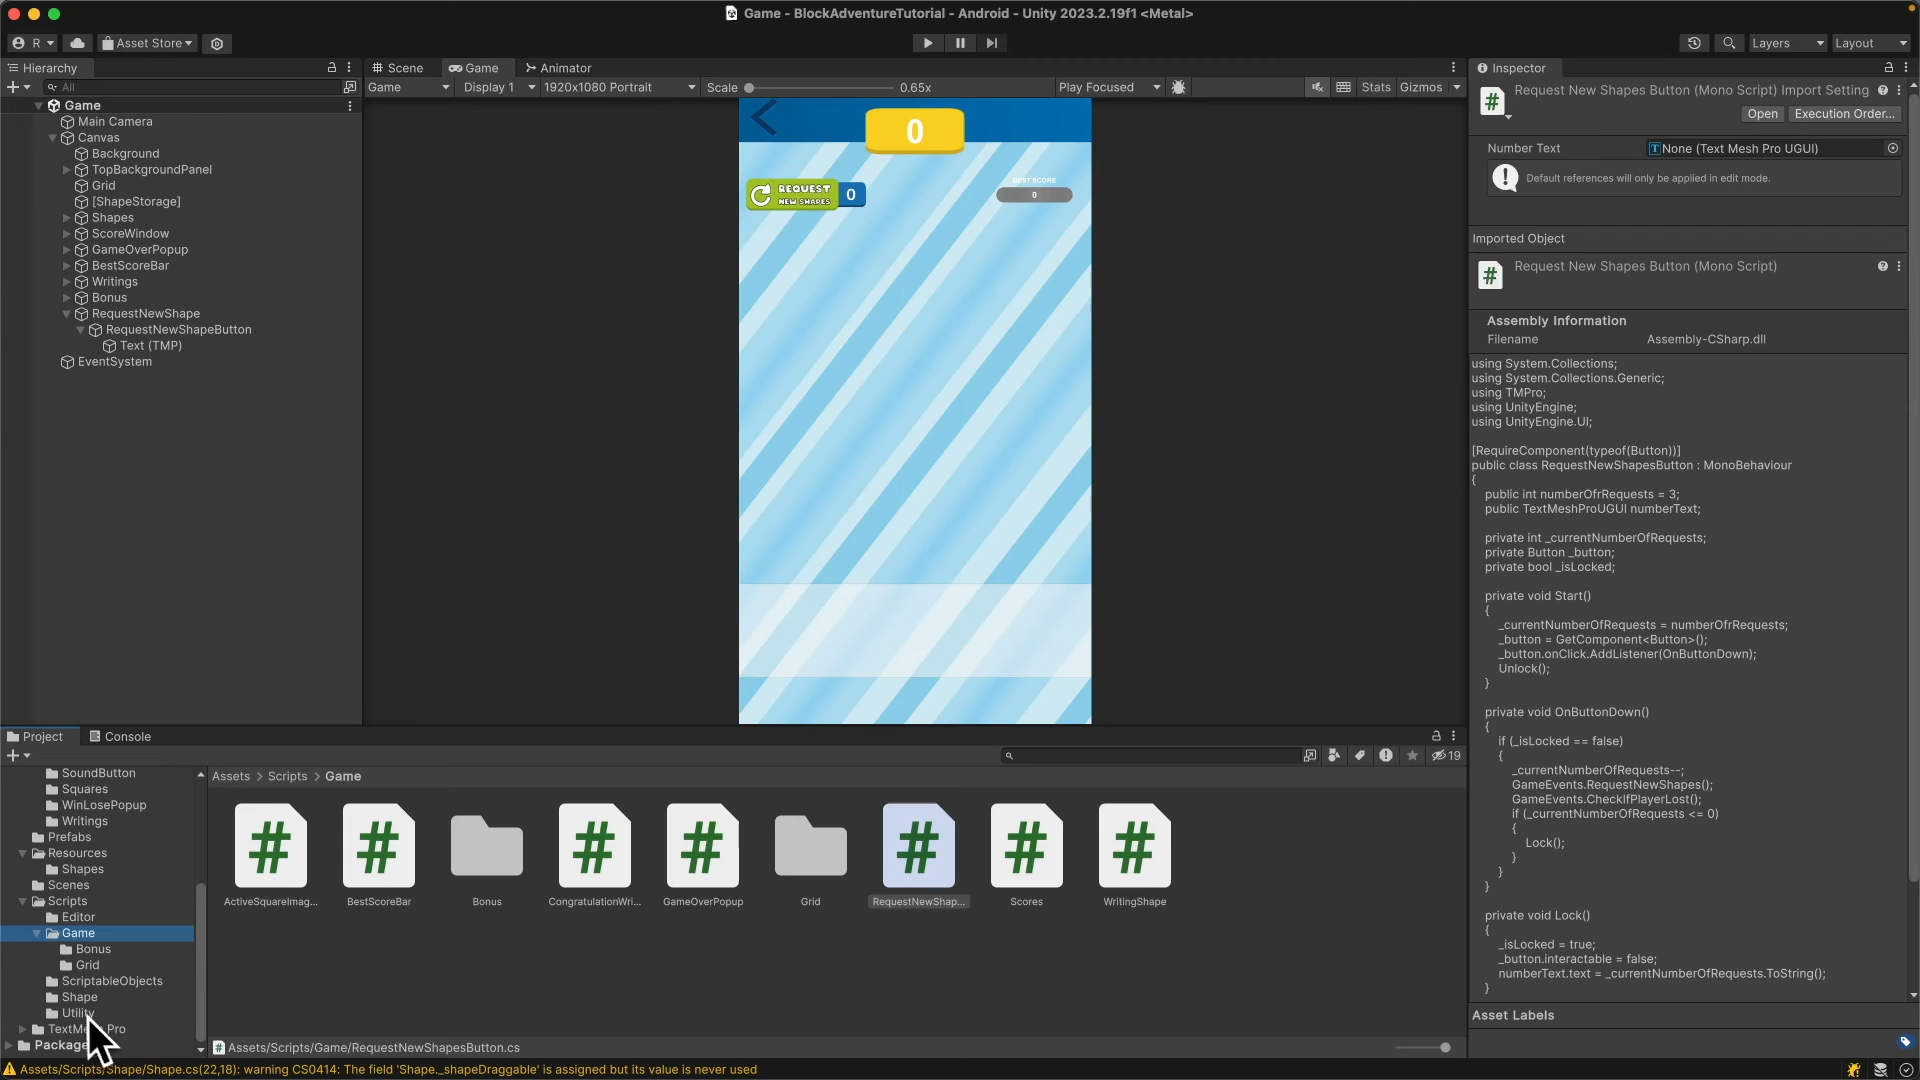 Game - BlockAdventureTutorial - Android - Unity 2023.2.19f1 <Metal>
R
Asset Store
Layers
Layout
Hierarchy
All
Game
Main Camera
Canvas
Background
TopBackgroundPanel
Grid
[ShapeStorage]
Shapes
ScoreWindow
GameOverPopup
BestScoreBar
Writings
Bonus
RequestNewShape
RequestNewShapeButton
Text (TMP)
EventSystem
Scene
Game
Animator
Game
Display 1
1920x1080 Portrait
Scale
0.65x
Play Focused
Stats
Gizmos
0
REQUEST
NEW SHAPES
0
BEST SCORE
0
Inspector
Request New Shapes Button (Mono Script) Import Setting
Open
Execution Order...
Number Text
None (Text Mesh Pro UGUI)
Default references will only be applied in edit mode.
Imported Object
Request New Shapes Button (Mono Script)
Assembly Information
Filename
Assembly-CSharp.dll
using System.Collections;
using System.Collections.Generic;
using TMPro;
using UnityEngine;
using UnityEngine.UI;
[RequireComponent(typeof(Button))]
public class RequestNewShapesButton : MonoBehaviour
{
public int numberOfrRequests = 3;
public TextMeshProUGUI numberText;
private int _currentNumberOfRequests;
private Button _button;
private bool _isLocked;
private void Start()
{
_currentNumberOfRequests = numberOfrRequests;
_button = GetComponent<Button>();
_button.onClick.AddListener(OnButtonDown);
Unlock();
}
private void OnButtonDown()
{
if (_isLocked == false)
{
_currentNumberOfRequests--;
GameEvents.RequestNewShapes();
GameEvents.CheckIfPlayerLost();
if (_currentNumberOfRequests <= 0)
{
Lock();
}
}
}
private void Lock()
{
_isLocked = true;
_button.interactable = false;
numberText.text = _currentNumberOfRequests.ToString();
}
Asset Labels
Project
Console
19
SoundButton
Squares
WinLosePopup
Writings
Prefabs
Resources
Shapes
Scenes
Scripts
Editor
Game
Bonus
Grid
ScriptableObjects
Shape
Utility
TextM Pro
Package
Assets > Scripts > Game
ActiveSquareImag...
BestScoreBar
Bonus
CongratulationWri...
GameOverPopup
Grid
RequestNewShap...
Scores
WritingShape
Assets/Scripts/Game/RequestNewShapesButton.cs
Assets/Scripts/Shape/Shape.cs(22,18): warning CS0414: The field 'Shape._shapeDraggable' is assigned but its value is never used